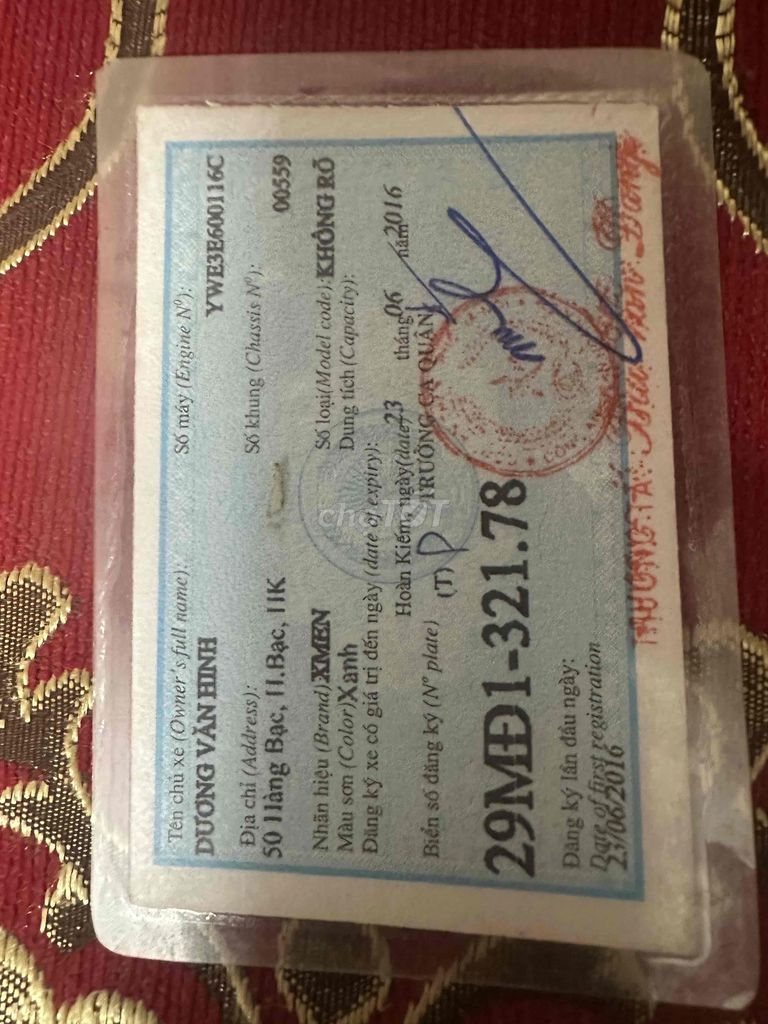 Tên chủ xe (Owner's full name):
DƯƠNG VĂN HINH
Số máy (Engine Nº):
YWE3E600116C
Địa chỉ (Address):
50 Hàng Bạc, H.Bạc, HK
Số khung (Chassis Nº):
00559
Nhãn hiệu (Brand) XMEN
Số loại(Model code): KHÔNG RÕ
Màu sơn (Color) Xanh
Dung tích (Capacity):
Đăng ký xe có giá trị đến ngày (date of expiry):
Hoàn Kiếm, ngày(date) 23 tháng 06 năm 2016
Biển số đăng ký (Nº plate) (T) P TRƯỞNG CA QUẬN
29MĐ1-321.78
Đăng ký lần đầu ngày:
Date of first registration
23/06/2016
chợTỐT